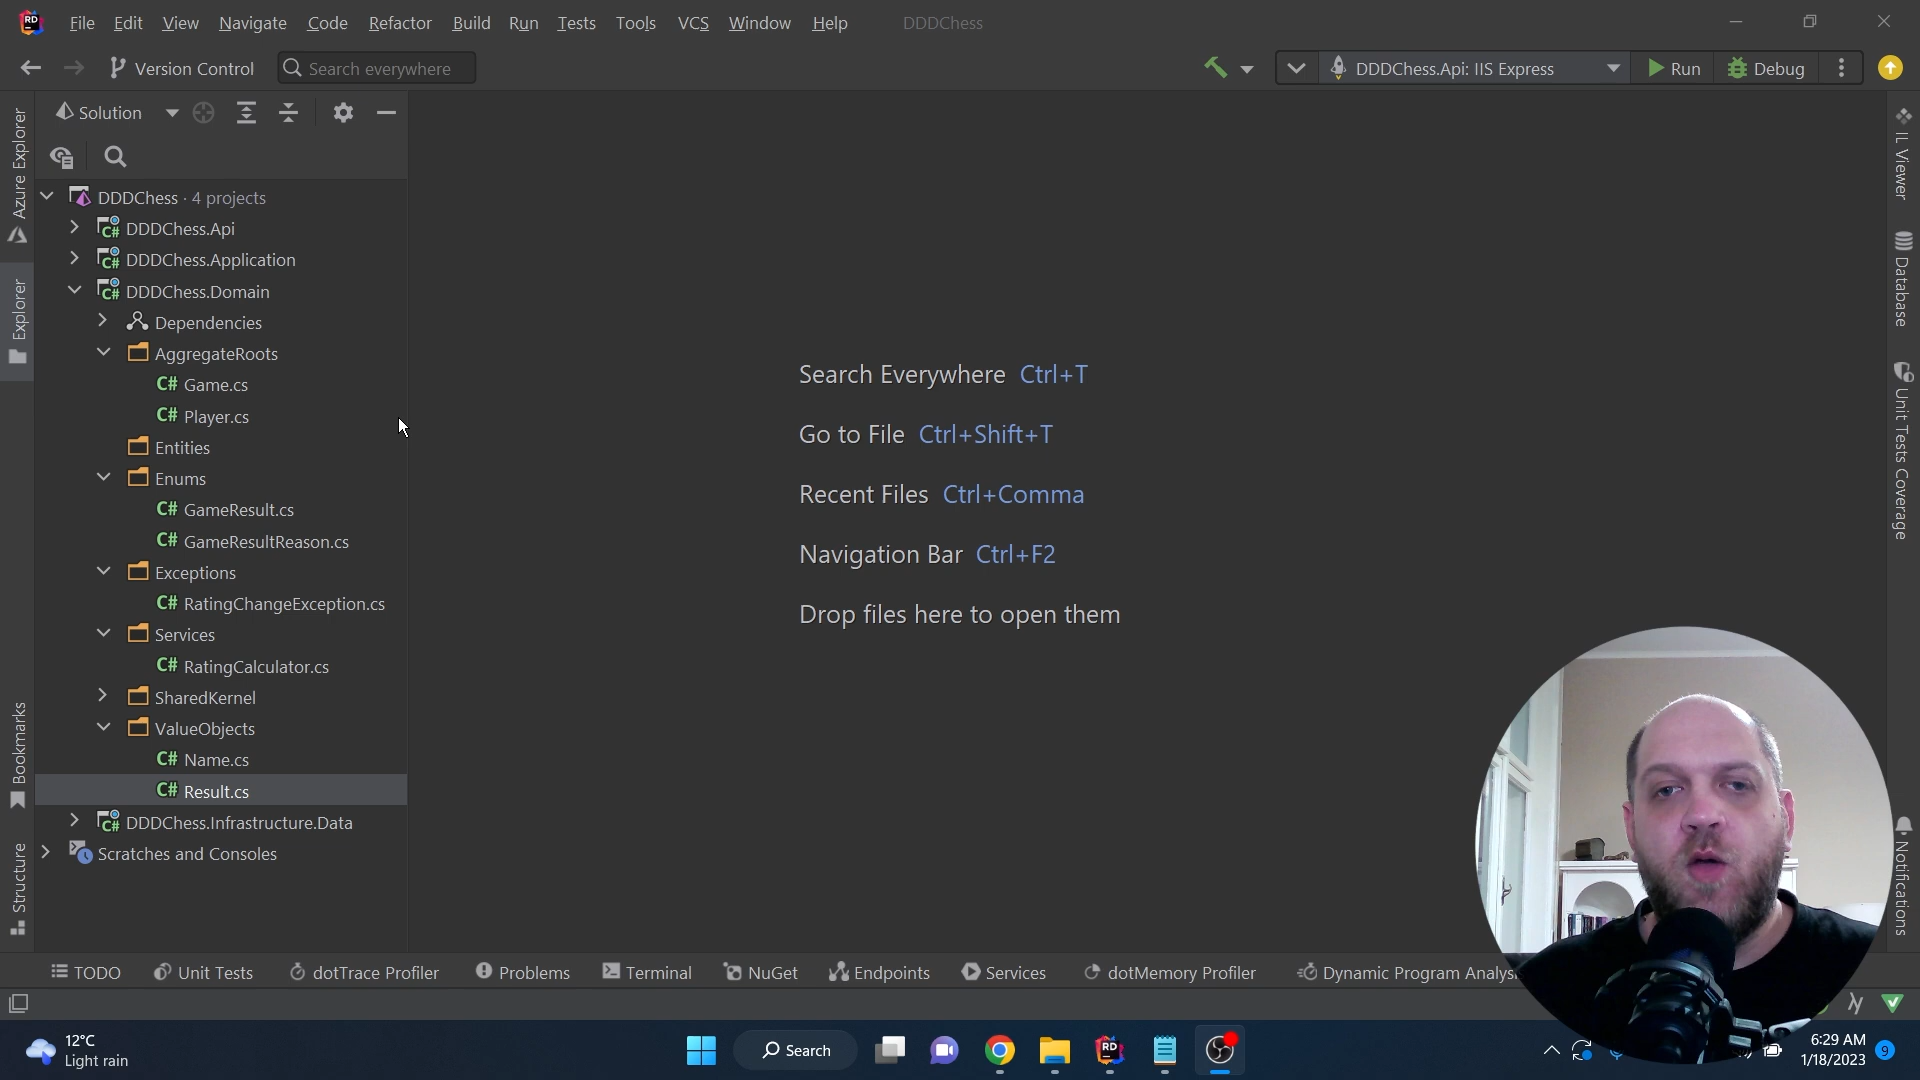 RD File Edit View Navigate Code Refactor Build Run Tests Tools VCS Window Help DDDChess
Version Control Search everywhere DDDChess.Api: IIS Express Run Debug
Solution
DDDChess · 4 projects
C# DDDChess.Api
C# DDDChess.Application
C# DDDChess.Domain
Dependencies
AggregateRoots
C# Game.cs
C# Player.cs
Entities
Enums
C# GameResult.cs
C# GameResultReason.cs
Exceptions
C# RatingChangeException.cs
Services
C# RatingCalculator.cs
SharedKernel
ValueObjects
C# Name.cs
C# Result.cs
C# DDDChess.Infrastructure.Data
Scratches and Consoles
Azure Explorer
Explorer
Bookmarks
Structure
Search Everywhere Ctrl+T
Go to File Ctrl+Shift+T
Recent Files Ctrl+Comma
Navigation Bar Ctrl+F2
Drop files here to open them
IL Viewer
Database
Unit Tests Coverage
Notifications
TODO Unit Tests dotTrace Profiler Problems Terminal NuGet Endpoints Services dotMemory Profiler Dynamic Program
12°C
Light rain
Search
RD
6:29 AM
1/18/2023
9